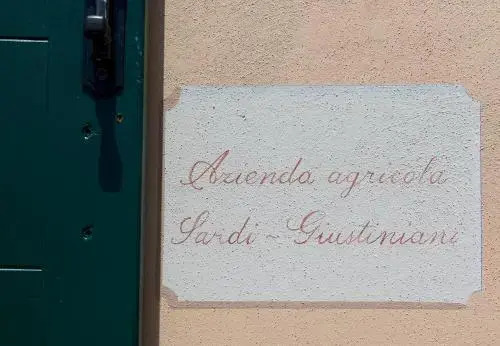 Azienda agricola
Sardi - Giustiniani